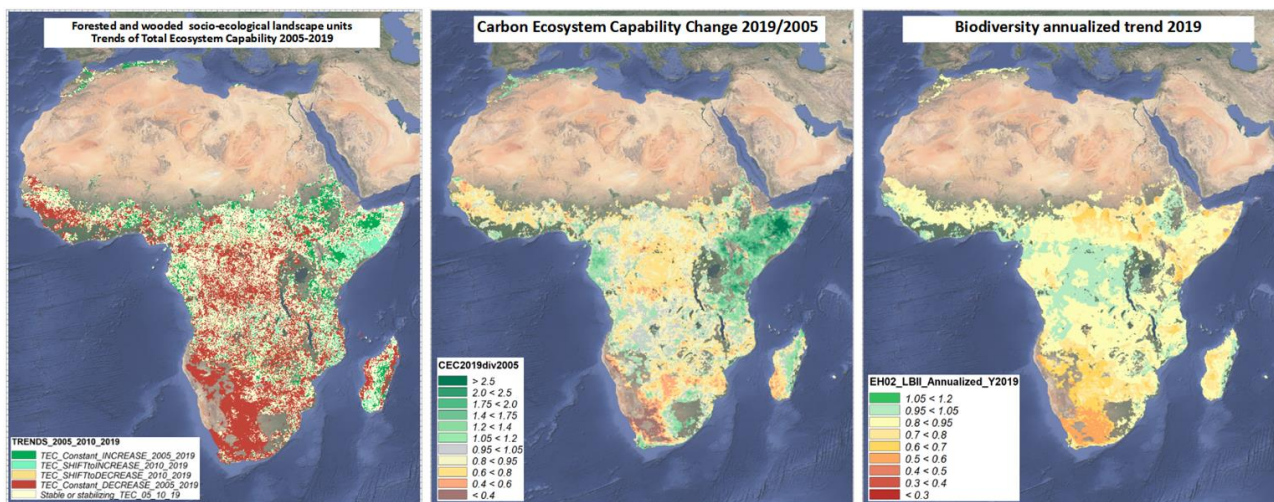 Forested and wooded socio-ecological landscape units
Trends of Total Ecosystem Capability 2005-2019
TRENDS_2005_2010_2019
TEC_Constant_INCREASE_2005_2019
TEC_SHIFTtoINCREASE_2010_2019
TEC_SHIFTtoDECREASE_2010_2019
TEC_Constant_DECREASE_2005_2019
Stable or stabilizing_TEC_05_10_19
Carbon Ecosystem Capability Change 2019/2005
CEC2019div2005
> 2.5
2.0 < 2.5
1.75 < 2.0
1.4 < 1.75
1.2 < 1.4
1.05 < 1.2
0.95 < 1.05
0.8 < 0.95
0.6 < 0.8
0.4 < 0.6
< 0.4
Biodiversity annualized trend 2019
EH02_LBII_Annualized_Y2019
1.05 < 1.2
0.95 < 1.05
0.8 < 0.95
0.7 < 0.8
0.6 < 0.7
0.5 < 0.6
0.4 < 0.5
0.3 < 0.4
< 0.3